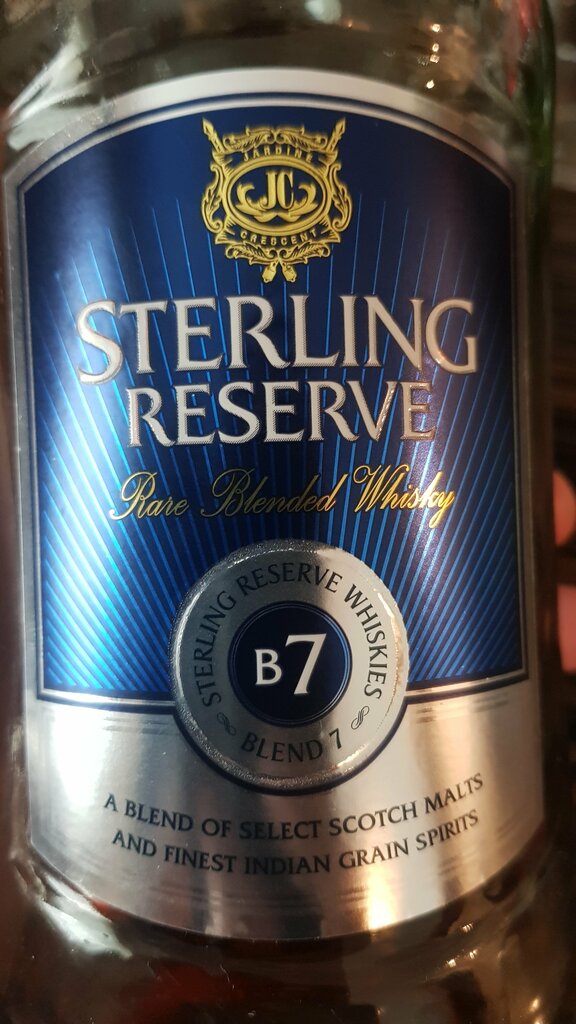 JARDINE
JC
CRESCENT
STERLING
RESERVE
Rare Blended Whisky
STERLING RESERVE WHISKIES
B7
BLEND 7
A BLEND OF SELECT SCOTCH MALTS
AND FINEST INDIAN GRAIN SPIRITS